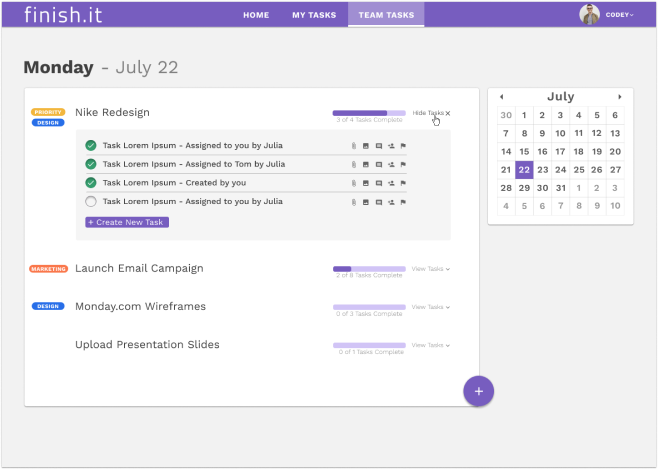 finish.it
HOME MY TASKS TEAM TASKS CODEY
Monday - July 22
PRIORITY
DESIGN
Nike Redesign
3 of 4 Tasks Complete
Hide Tasks
Task Lorem Ipsum - Assigned to you by Julia
Task Lorem Ipsum - Assigned to Tom by Julia
Task Lorem Ipsum - Created by you
Task Lorem Ipsum - Assigned to you by Julia
+ Create New Task
MARKETING
Launch Email Campaign
2 of 8 Tasks Complete
View Tasks
DESIGN
Monday.com Wireframes
0 of 3 Tasks Complete
View Tasks
Upload Presentation Slides
0 of 1 Tasks Complete
View Tasks
+
July
30 1 2 3 4 5 6
7 8 9 10 11 12 13
14 15 16 17 18 19 20
21 22 23 24 25 26 27
28 29 30 31 1 2 3
4 5 6 7 8 9 10